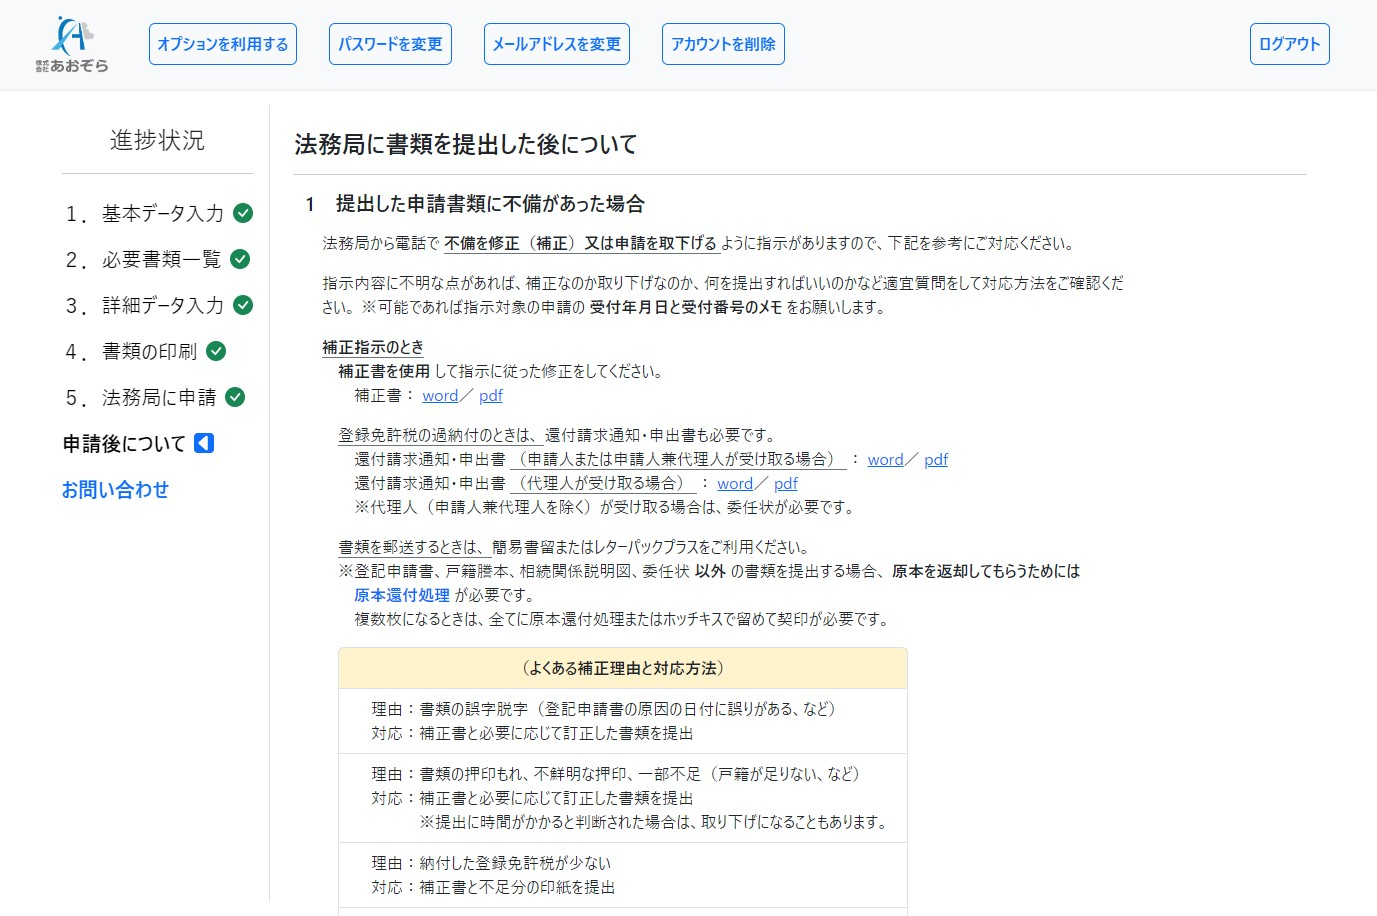 株式会社あおぞら
オプションを利用する
パスワードを変更
メールアドレスを変更
アカウントを削除
ログアウト
進捗状況
1．基本データ入力
2．必要書類一覧
3．詳細データ入力
4．書類の印刷
5．法務局に申請
申請後について
お問い合わせ
法務局に書類を提出した後について
1　提出した申請書類に不備があった場合
法務局から電話で 不備を修正（補正）又は申請を取下げる ように指示がありますので、下記を参考にご対応ください。
指示内容に不明な点があれば、補正なのか取り下げなのか、何を提出すればいいのかなど適宜質問をして対応方法をご確認くだ
さい。※可能であれば指示対象の申請の 受付年月日と受付番号のメモ をお願いします。
補正指示のとき
補正書を使用 して指示に従った修正をしてください。
補正書： word／ pdf
登録免許税の過納付のときは、還付請求通知・申出書も必要です。
還付請求通知・申出書 （申請人または申請人兼代理人が受け取る場合） ： word／ pdf
還付請求通知・申出書 （代理人が受け取る場合） ： word／ pdf
※代理人（申請人兼代理人を除く）が受け取る場合は、委任状が必要です。
書類を郵送するときは、簡易書留またはレターパックプラスをご利用ください。
※登記申請書、戸籍謄本、相続関係説明図、委任状 以外 の書類を提出する場合、原本を返却してもらうためには
原本還付処理 が必要です。
複数枚になるときは、全てに原本還付処理またはホッチキスで留めて契印が必要です。
（よくある補正理由と対応方法）
理由：書類の誤字脱字（登記申請書の原因の日付に誤りがある、など）
対応：補正書と必要に応じて訂正した書類を提出
理由：書類の押印もれ、不鮮明な押印、一部不足（戸籍が足りない、など）
対応：補正書と必要に応じて訂正した書類を提出
※提出に時間がかかると判断された場合は、取り下げになることもあります。
理由：納付した登録免許税が少ない
対応：補正書と不足分の印紙を提出